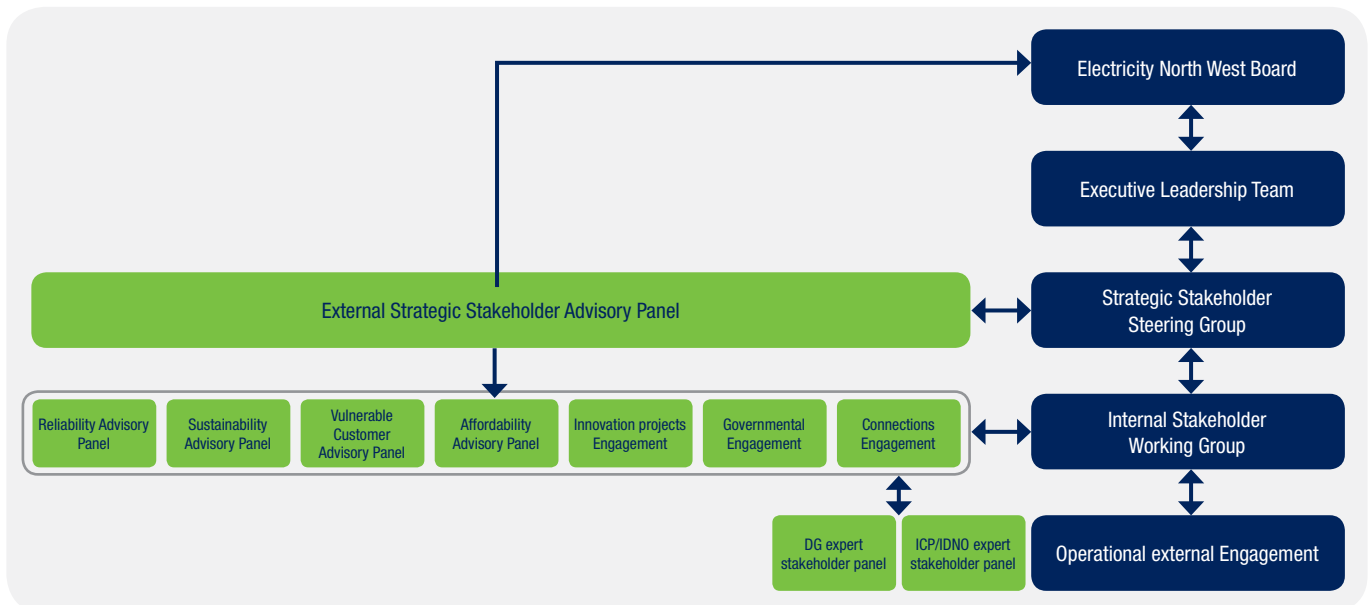 Electricity North West Board
Executive Leadership Team
External Strategic Stakeholder Advisory Panel
Strategic Stakeholder
Steering Group
Reliability Advisory
Panel
Sustainability
Advisory Panel
Vulnerable
Customer
Advisory Panel
Affordability
Advisory Panel
Innovation projects
Engagement
Governmental
Engagement
Connections
Engagement
Internal Stakeholder
Working Group
DG expert
stakeholder panel
ICP/IDNO expert
stakeholder panel
Operational external Engagement